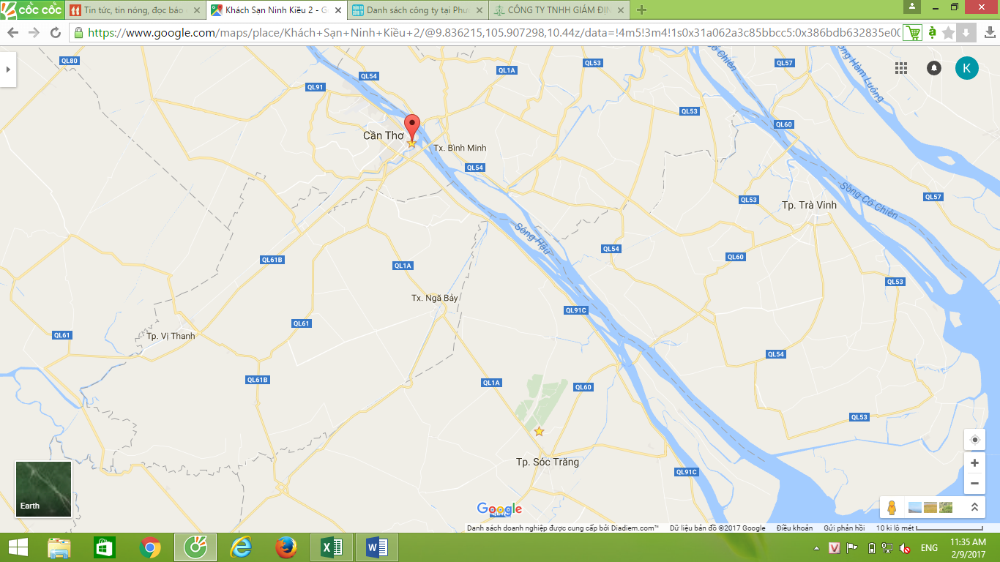 cốc cốc
Tin tức, tin nóng, đọc báo
Khách Sạn Ninh Kiều 2 - G
Danh sách công ty tại Phư
CÔNG TY TNHH GIÁM ĐỊN
https://www.google.com/maps/place/Khách+Sạn+Ninh+Kiều+2/@9.836215,105.907298,10.44z/data=!4m5!3m4!1s0x31a062a3c85bbcc5:0x386bdb632835e00
K
QL80
QL54
QL1A
QL53
QL57
QL91
Cổ Chiên
Sông Hàm Luông
QL53
QL60
Cần Thơ
Tx. Bình Minh
QL54
Sông Cổ Chiên
QL57
QL53
Tp. Trà Vinh
Sông Hậu
QL54
QL60
QL61B
QL1A
QL53
Tx. Ngã Bảy
QL91C
QL61
QL61
Tp. Vị Thanh
QL54
QL61B
QL1A
QL60
QL53
Tp. Sóc Trăng
QL91C
Earth
Google
Danh sách doanh nghiệp được cung cấp bởi Diadiem.com™
Dữ liệu bản đồ ©2017 Google
Điều khoản
Gửi phản hồi
10 ki lô mét
ENG
11:35 AM
2/9/2017